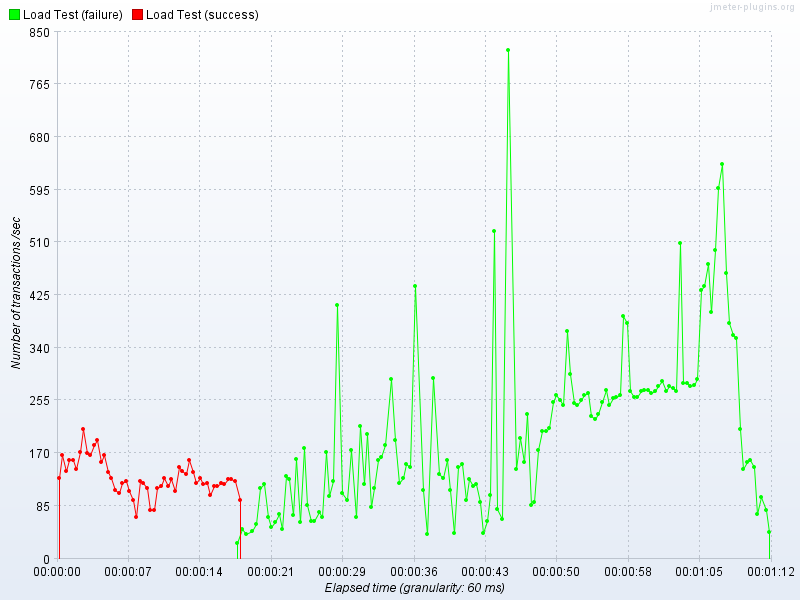 jmeter-plugins.org
Load Test (failure) Load Test (success)
850
765
680
595
510
425
340
255
170
85
0
Number of transactions /sec
00:00:00 00:00:07 00:00:14 00:00:21 00:00:29 00:00:36 00:00:43 00:00:50 00:00:58 00:01:05 00:01:12
Elapsed time (granularity: 60 ms)